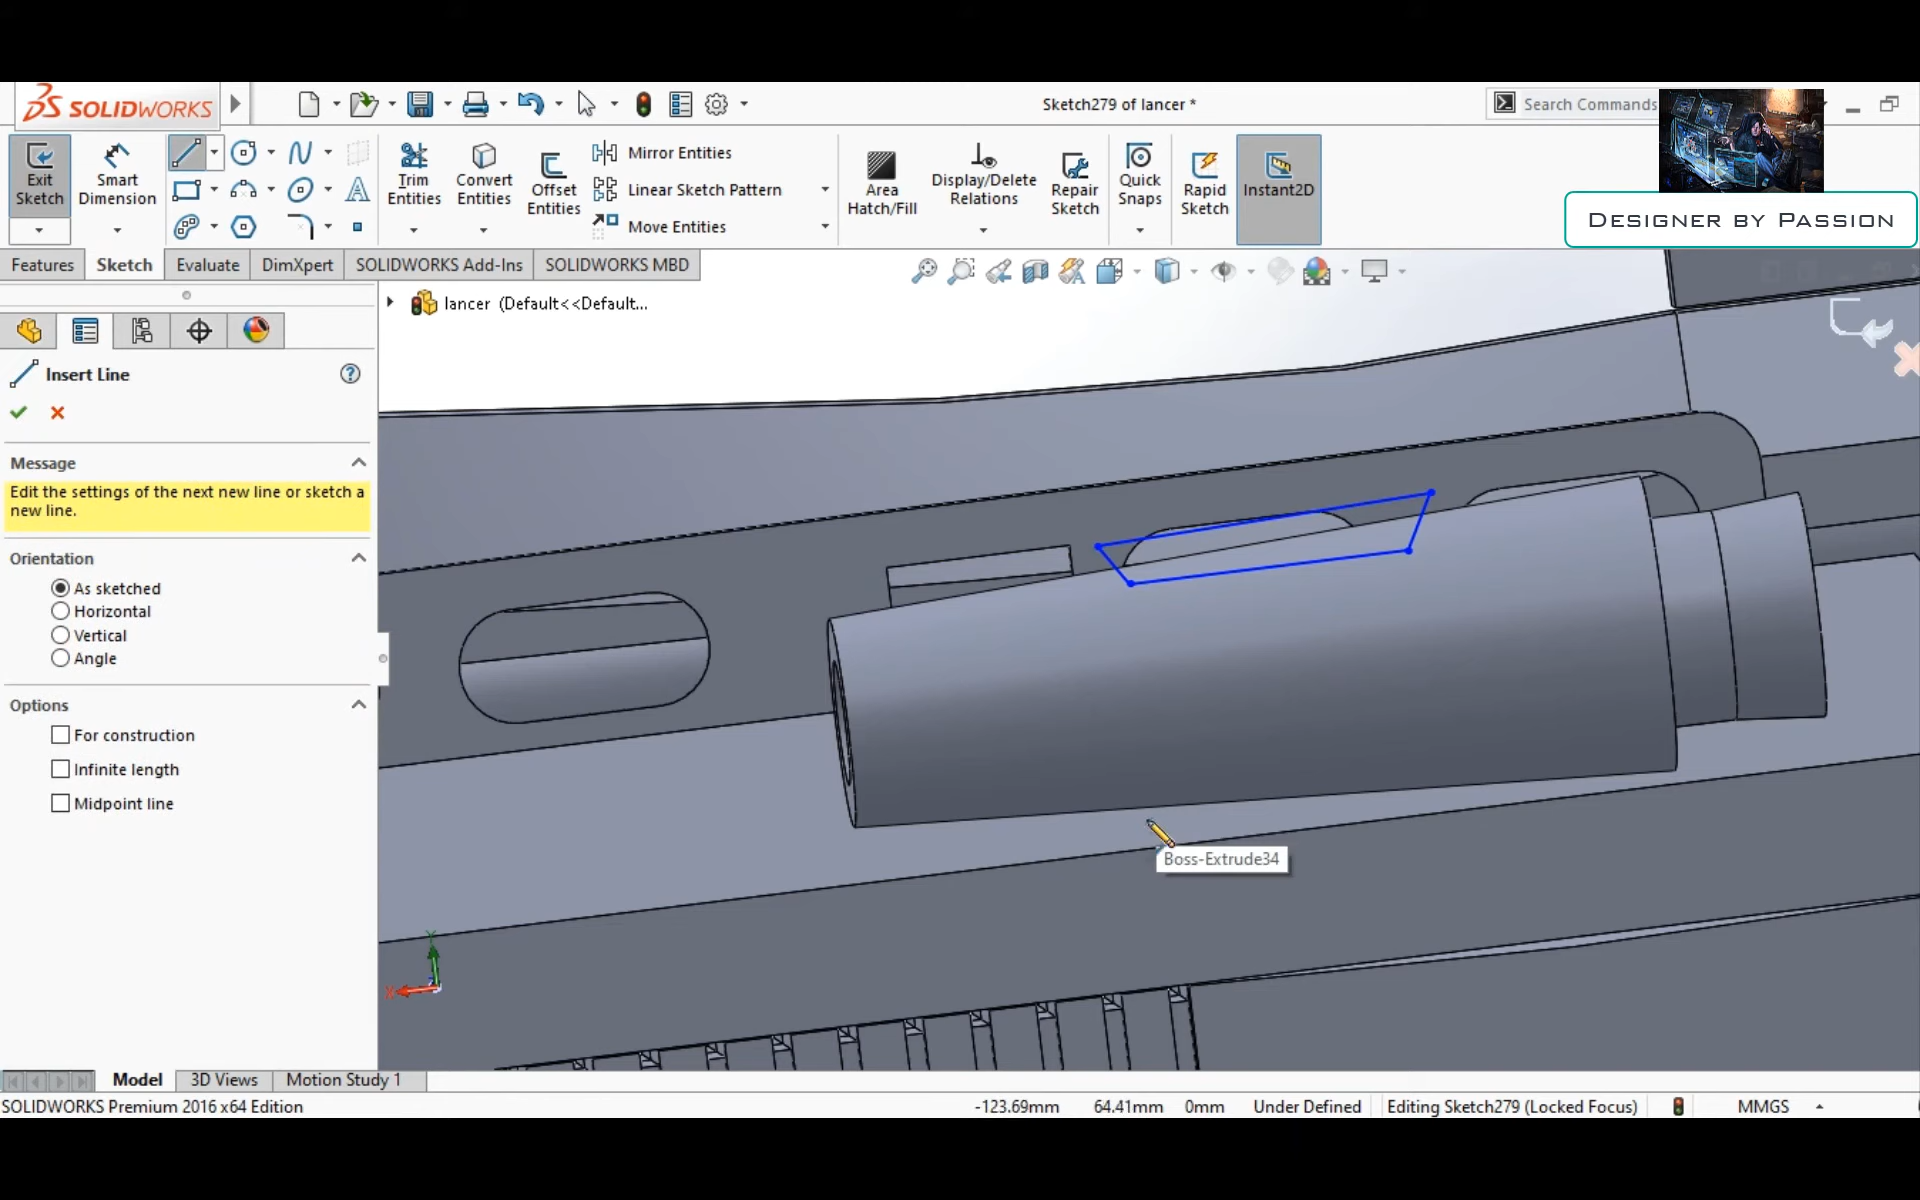 SOLIDWORKS
Sketch279 of lancer *
Search Commands
Exit Sketch
Smart Dimension
Trim Entities
Convert Entities
Offset Entities
Mirror Entities
Linear Sketch Pattern
Move Entities
Area Hatch/Fill
Display/Delete Relations
Repair Sketch
Quick Snaps
Rapid Sketch
Instant2D
DESIGNER BY PASSION
Features
Sketch
Evaluate
DimXpert
SOLIDWORKS Add-Ins
SOLIDWORKS MBD
lancer (Default<<Default...
Insert Line
Message
Edit the settings of the next new line or sketch a
new line.
Orientation
As sketched
Horizontal
Vertical
Angle
Options
For construction
Infinite length
Midpoint line
Boss-Extrude34
Y
X
Model
3D Views
Motion Study 1
SOLIDWORKS Premium 2016 x64 Edition
-123.69mm
64.41mm
0mm
Under Defined
Editing Sketch279 (Locked Focus)
MMGS